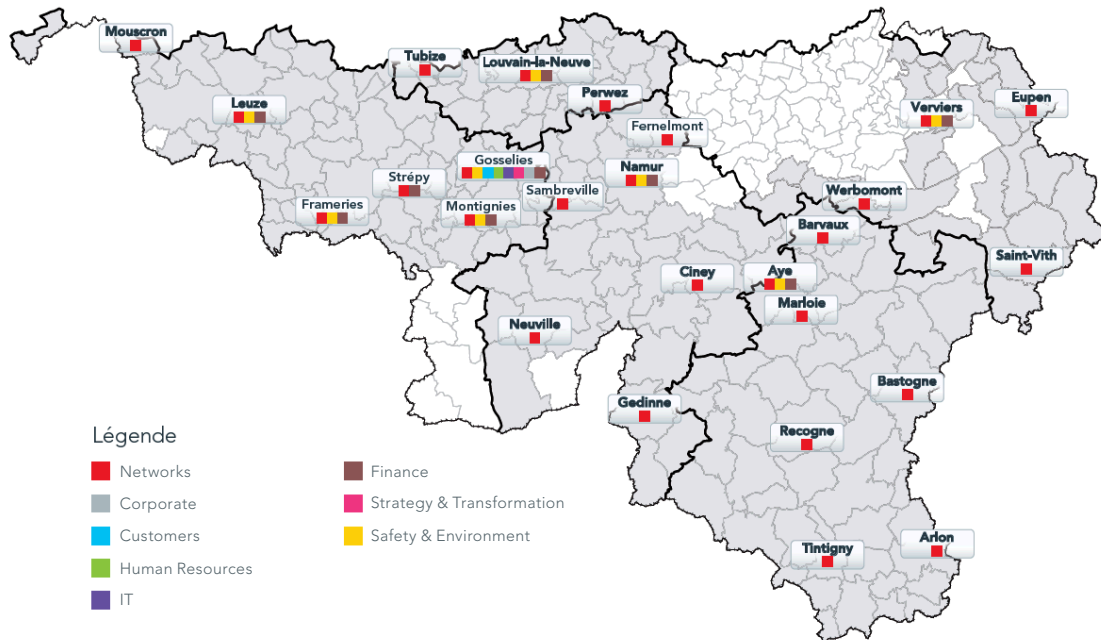 Mouscron
Tubize
Louvain-la-Neuve
Perwez
Leuze
Verviers
Eupen
Fernelmont
Gosselies
Strépy
Namur
Sambreville
Frameries
Montignies
Werbomont
Barvaux
Saint-Vith
Ciney
Aye
Marloie
Neuville
Bastogne
Gedinne
Recogne
Arlon
Tintigny
Légende
Networks
Corporate
Customers
Human Resources
IT
Finance
Strategy & Transformation
Safety & Environment